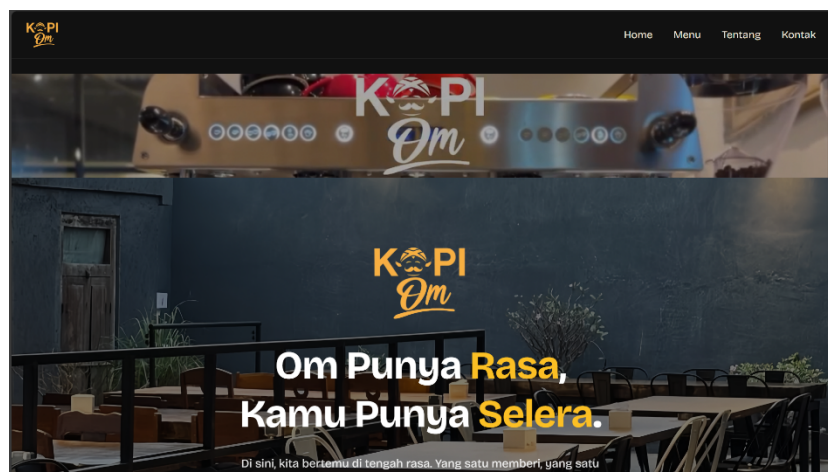 KOPI
Om
Home Menu Tentang Kontak
KOPI
Om
KOPI
Om
Om Punya Rasa,
Kamu Punya Selera.
Di sini, kita bertemu di tengah rasa. Yang satu memberi, yang satu